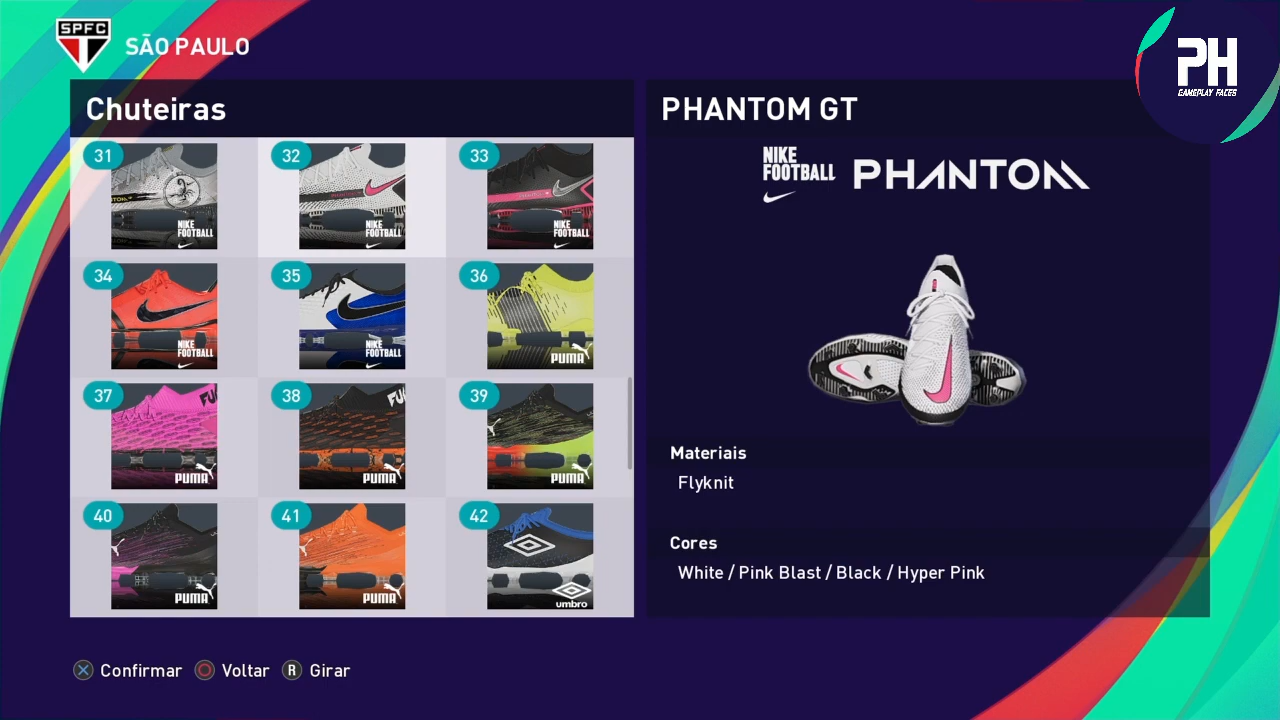 SPFC
SÃO PAULO
PH
GAMEPLAY FACES
Chuteiras
31
NIKE
FOOTBALL
32
NIKE
FOOTBALL
33
NIKE
FOOTBALL
34
NIKE
FOOTBALL
35
NIKE
FOOTBALL
36
PUMA
37
PUMA
38
PUMA
39
PUMA
40
PUMA
41
PUMA
42
umbro
PHANTOM GT
NIKE
FOOTBALL
PHANTOM
Materiais
Flyknit
Cores
White / Pink Blast / Black / Hyper Pink
Confirmar
Voltar
R Girar